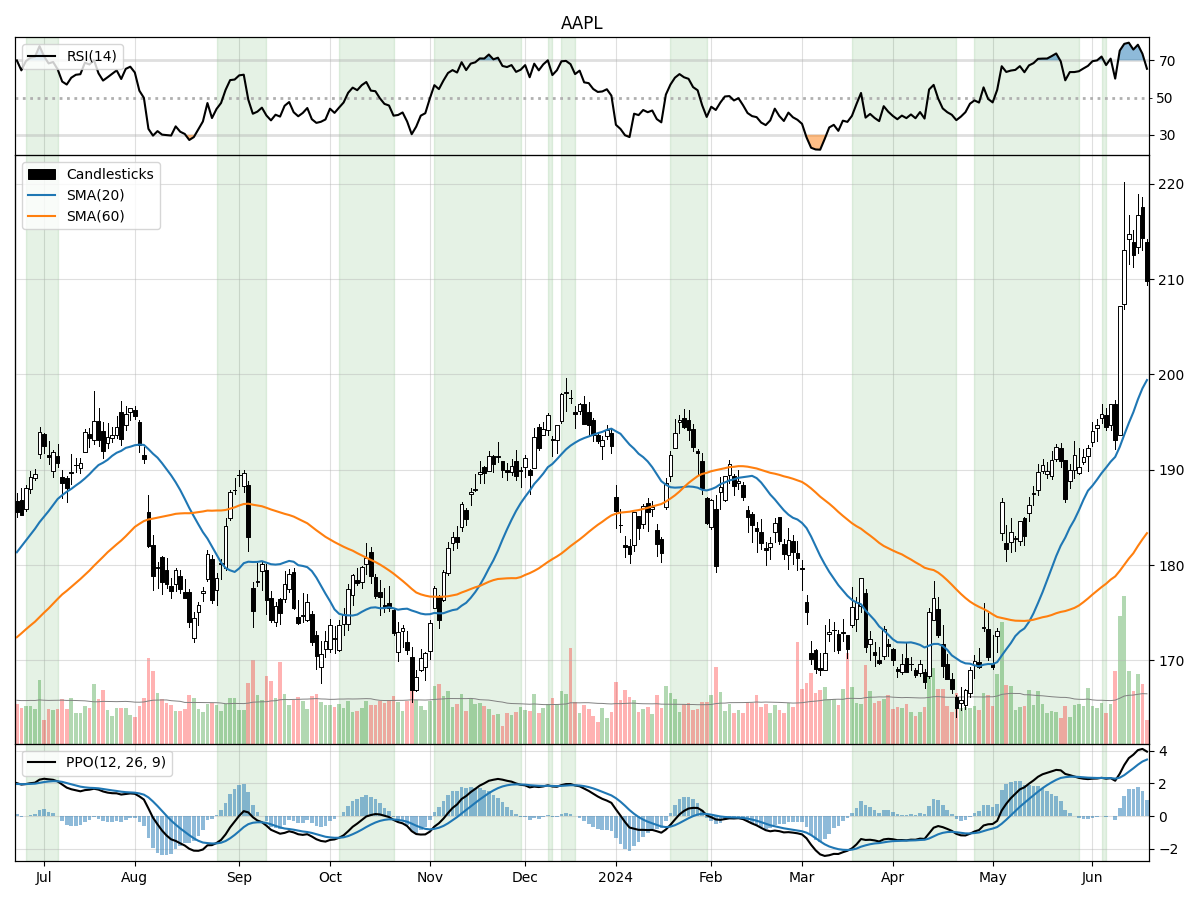 AAPL
RSI(14)
70
50
30
Candlesticks
SMA(20)
SMA(60)
220
210
200
190
180
170
PPO(12, 26, 9)
4
2
0
−2
Jul Aug Sep Oct Nov Dec 2024 Feb Mar Apr May Jun